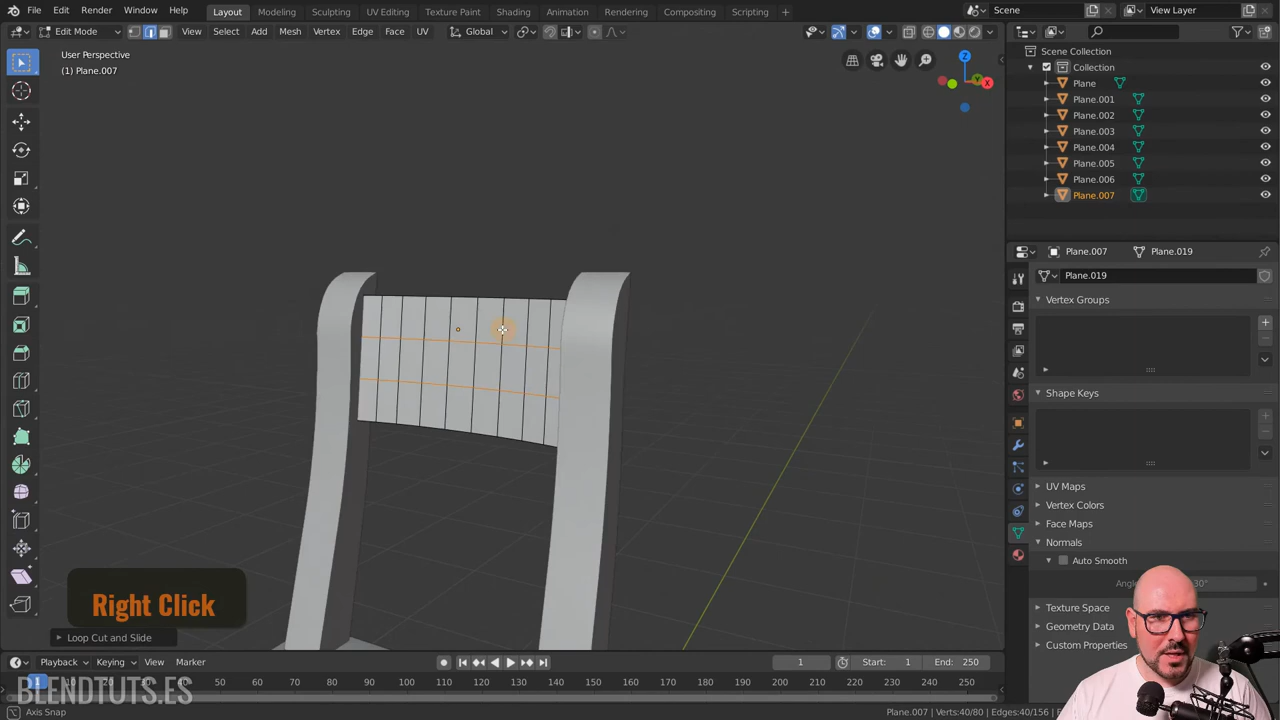 File Edit Render Window Help Layout Modeling Sculpting UV Editing Texture Paint Shading Animation Rendering Compositing Scripting + Scene View Layer
Edit Mode View Select Add Mesh Vertex Edge Face UV Global
User Perspective
(1) Plane.007
Z
Y
X
Scene Collection
Collection
Plane
Plane.001
Plane.002
Plane.003
Plane.004
Plane.005
Plane.006
Plane.007
Plane.007 Plane.019
Plane.019
Vertex Groups
Shape Keys
UV Maps
Vertex Colors
Face Maps
Normals
Auto Smooth
Texture Space
Geometry Data
Custom Properties
Right Click
Loop Cut and Slide
Playback Keying View Marker 1 Start: 1 End: 250
1 10 20 30 40 50 60 70 80 90 100 110 120 130 140 150 160 170 180 190 200 210 220 230 240 250
BLENDTUTS.ES
Axis Snap Plane.007 | Verts:40/80 | Edges:40/156 |